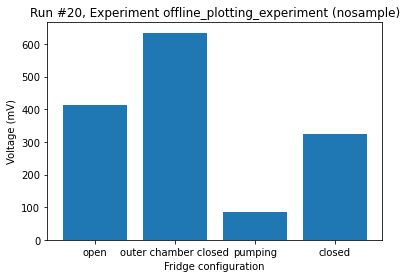 Run #20, Experiment offline_plotting_experiment (nosample)
Voltage (mV)
600
500
400
300
200
100
0
open outer chamber closed pumping closed
Fridge configuration